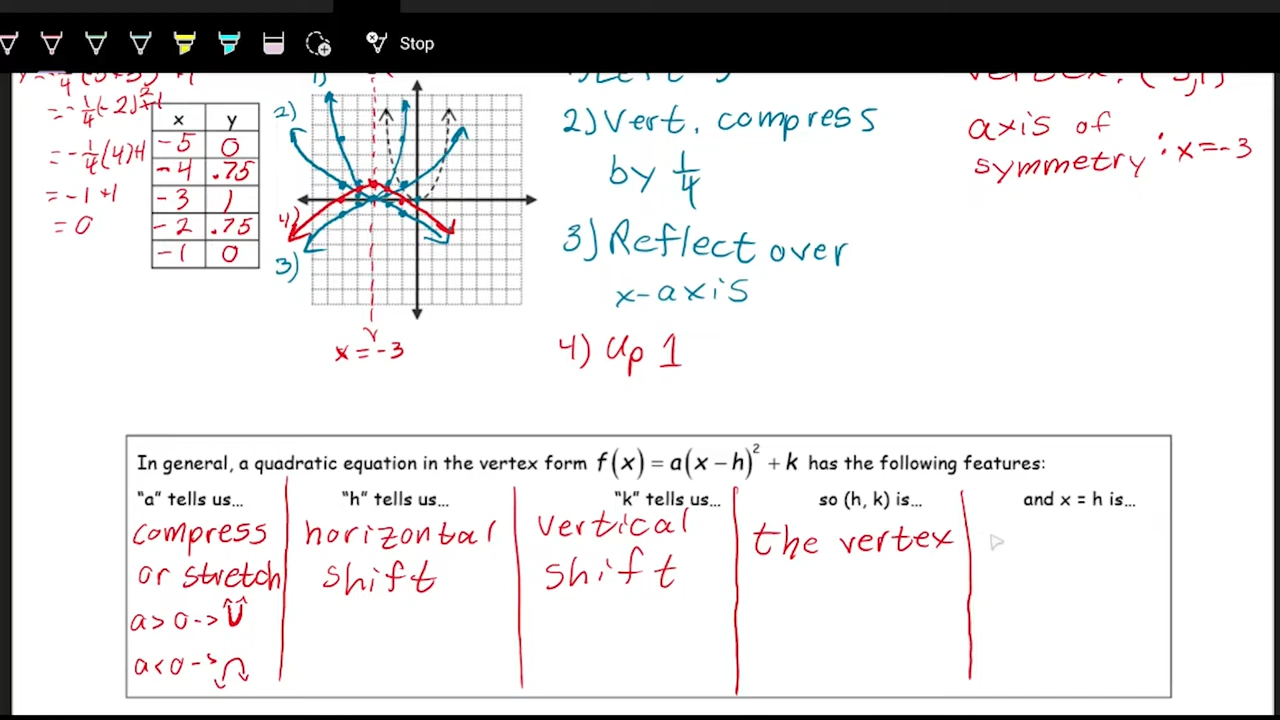 Stop
= -1/4(-2)²+1
= -1/4(4)+1
= -1 +1
= 0
x y
-5 0
-4 .75
-3 1
-2 .75
-1 0
1)
2)
4)
3)
x = -3
2) Vert. compress
by 1/4
3) Reflect over
x-axis
4) Up 1
axis of
symmetry : x = -3
In general, a quadratic equation in the vertex form f(x) = a(x - h)² + k has the following features:
"a" tells us...
compress
or stretch
a > 0 ->
a < 0 ->
"h" tells us...
horizontal
shift
"k" tells us...
vertical
shift
so (h, k) is...
the vertex
and x = h is...